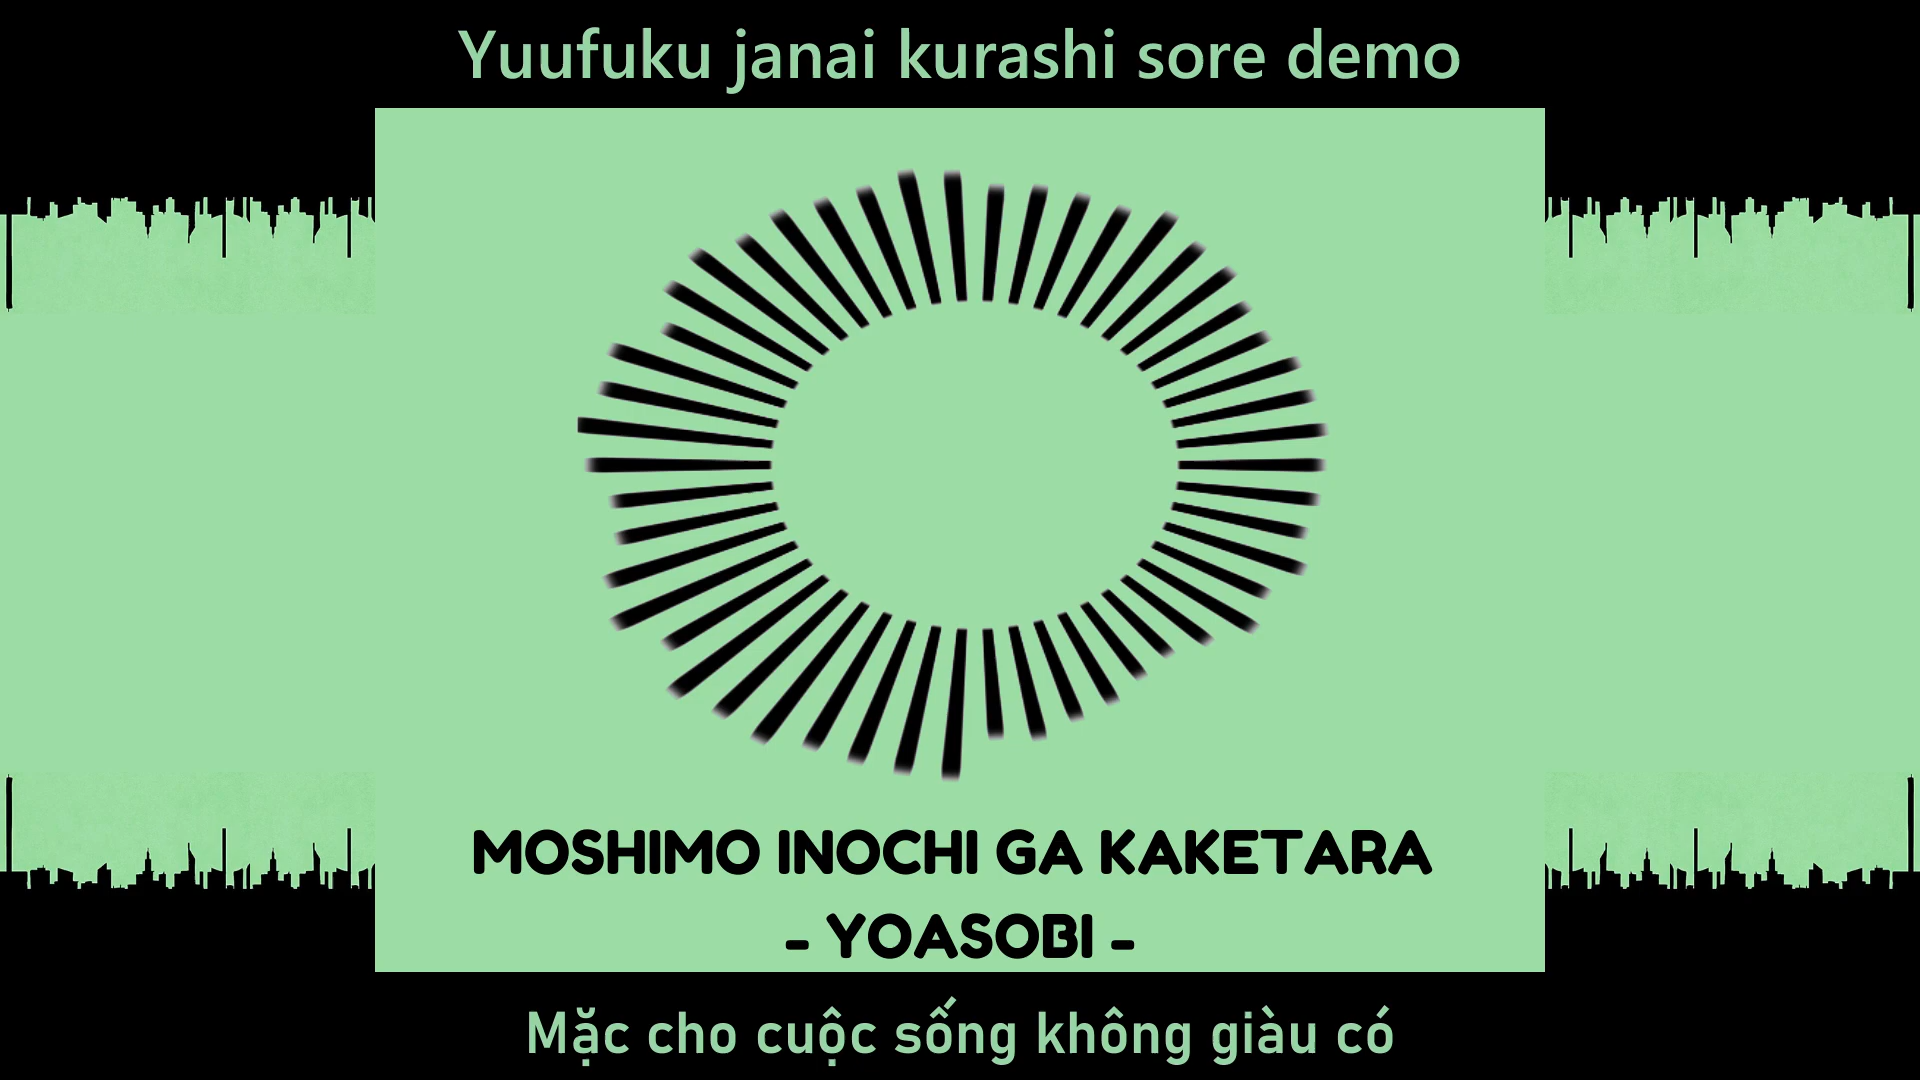 Yuufuku janai kurashi sore demo
MOSHIMO INOCHI GA KAKETARA
- YOASOBI -
Mặc cho cuộc sống không giàu có